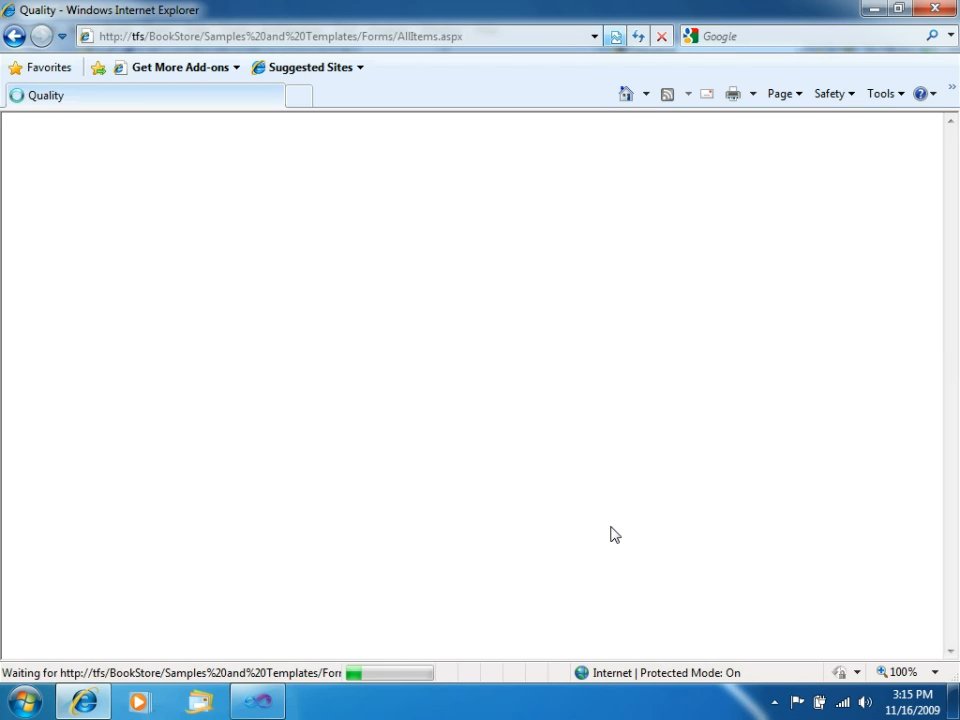 Quality - Windows Internet Explorer
http://tfs/BookStore/Samples%20and%20Templates/Forms/AllItems.aspx
Google
Favorites
Get More Add-ons
Suggested Sites
Quality
Page
Safety
Tools
Waiting for http://tfs/BookStore/Samples%20and%20Templates/Forr
Internet | Protected Mode: On
100%
3:15 PM
11/16/2009